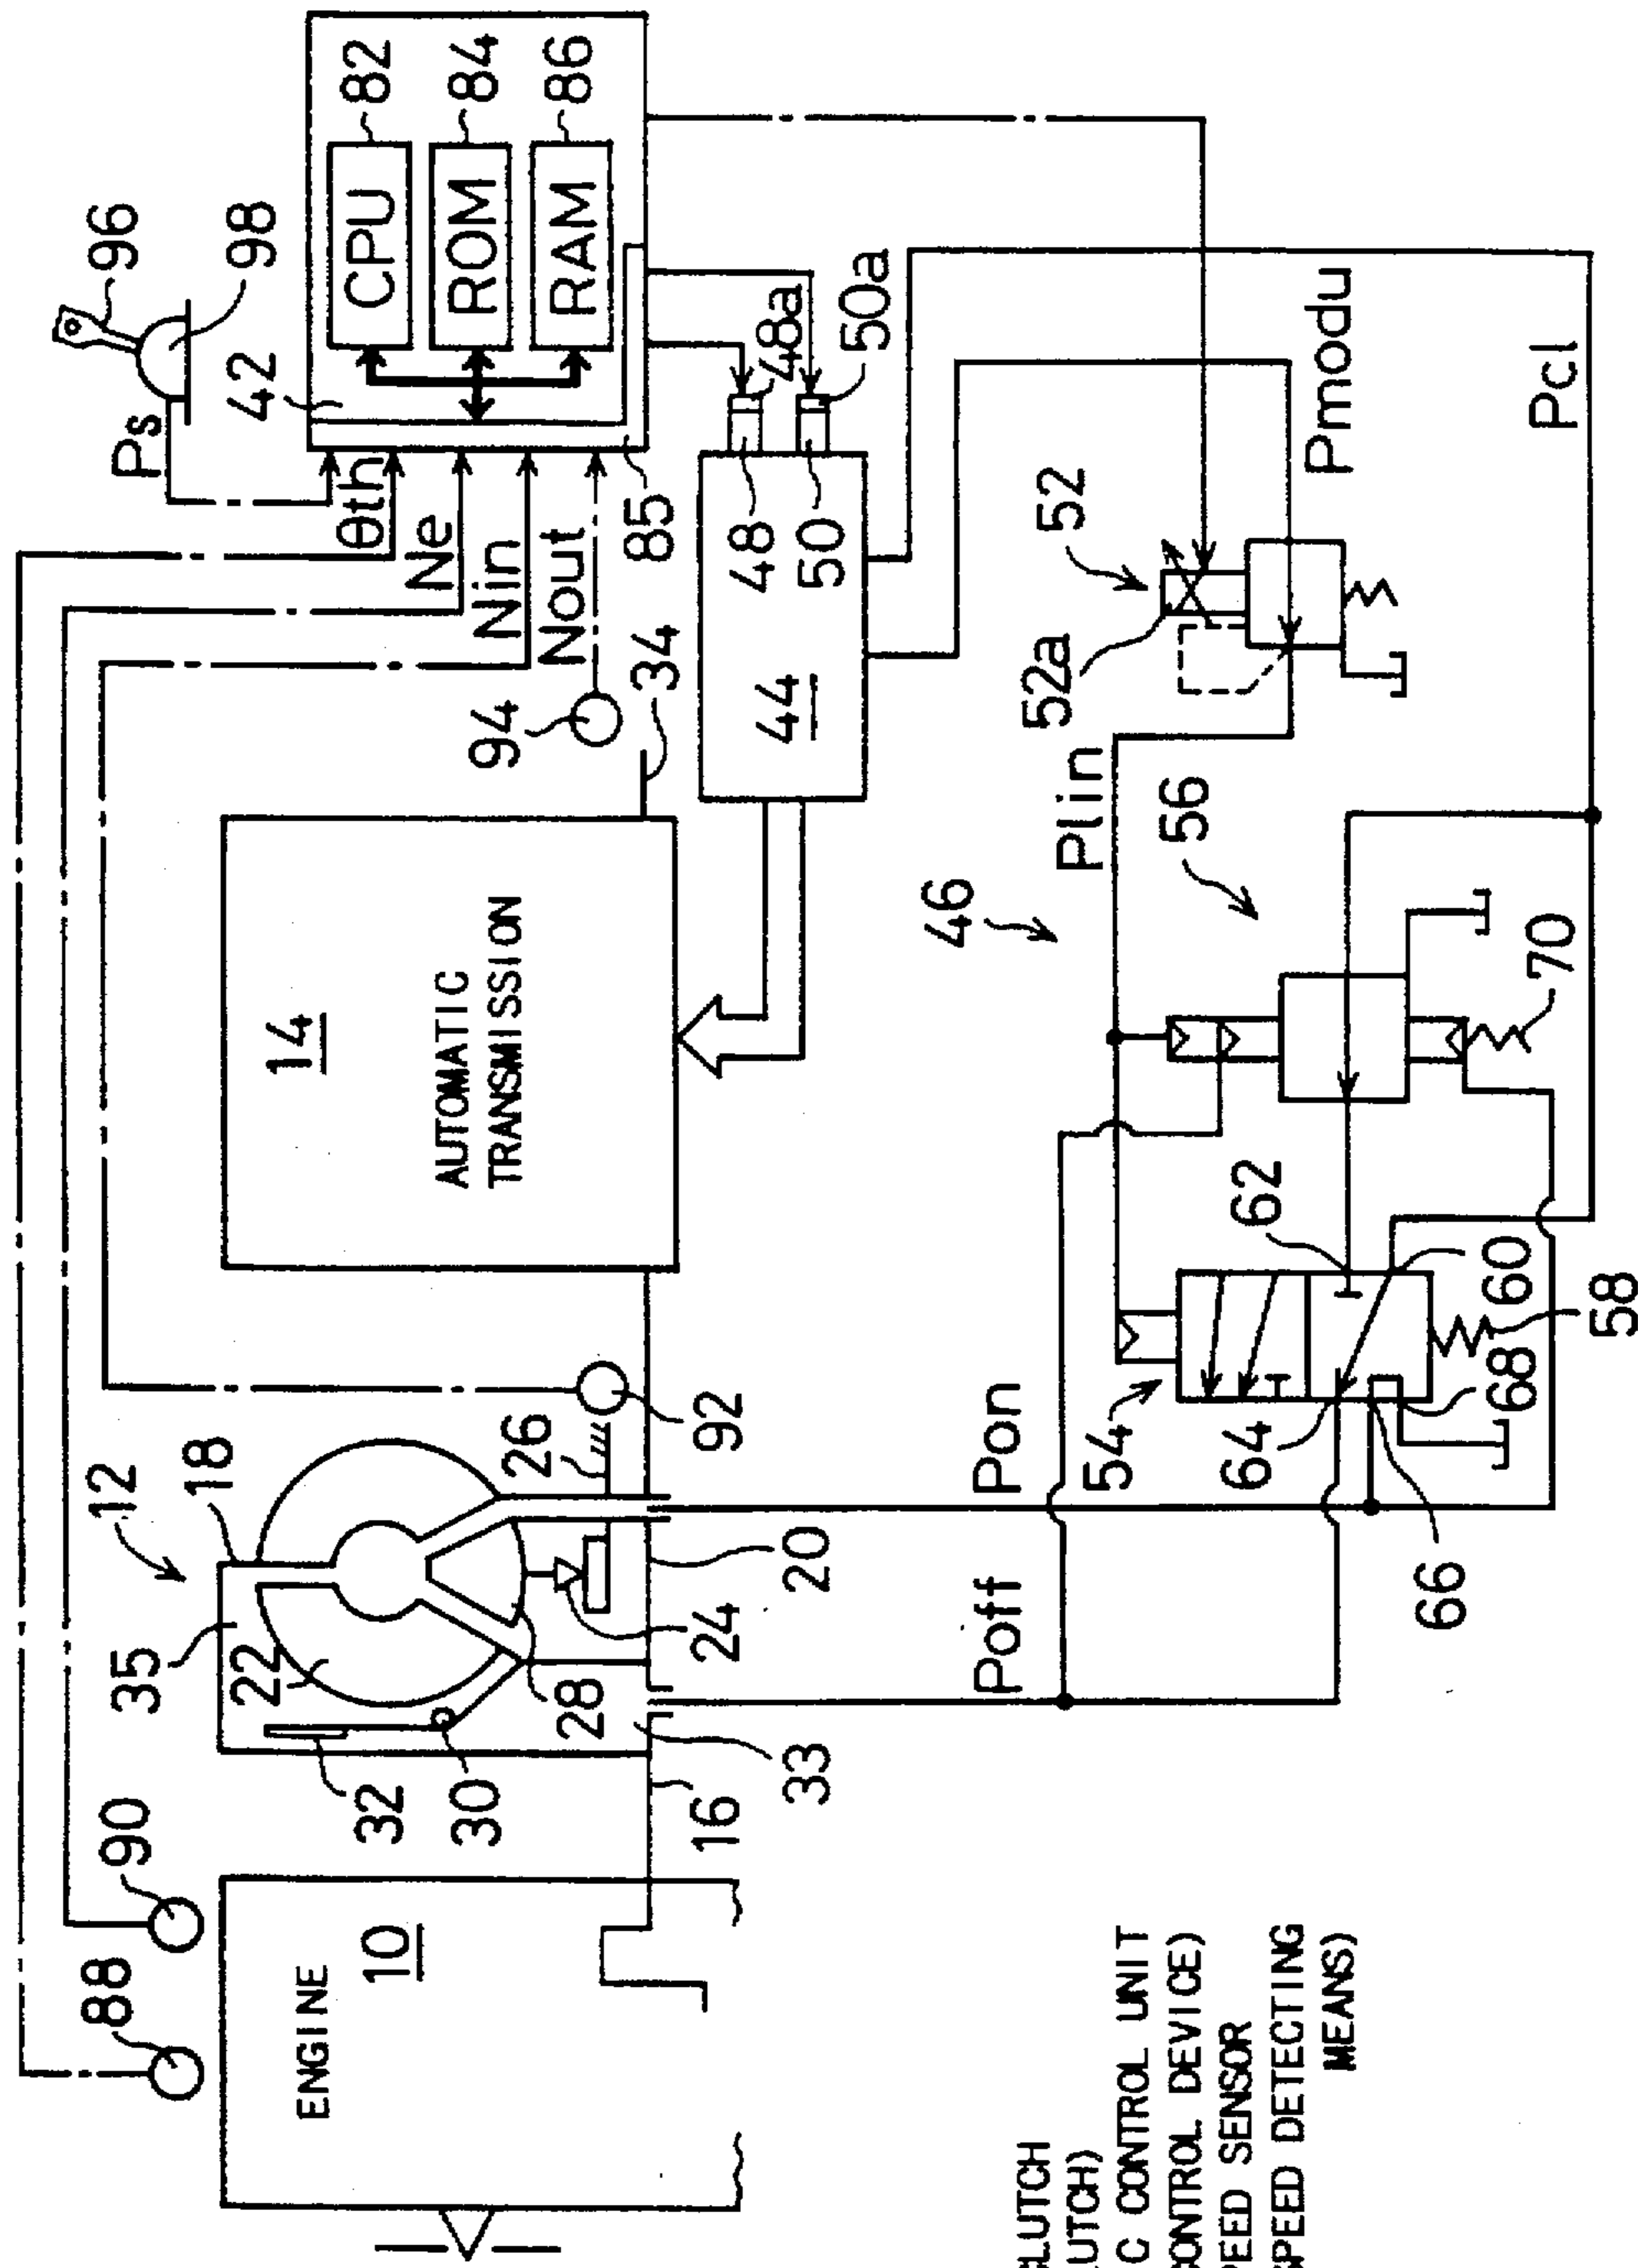 88
90
ENGINE
10
12
35
18
22
32
30
28
24
26
20
33
16
92
14
AUTOMATIC
TRANSMISSION
94
34
96
98
Ps
θth
Ne
Nin
Nout
42
85
CPU
82
ROM
84
RAM
86
44
48
48a
50
50a
46
Poff
Pon
Plin
Pmodu
Pcl
52
52a
54
56
62
64
66
60
68
58
70
CLUTCH
UTCH)
C CONTROL UNIT
CONTROL DEVICE)
PEED SENSOR
SPEED DETECTING
MEANS)